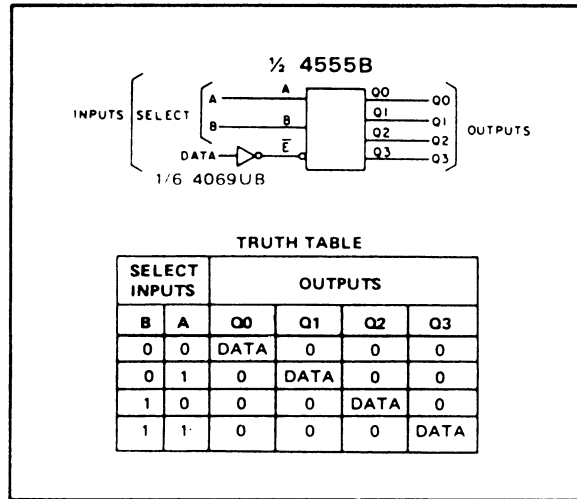 ½ 4555B
INPUTS SELECT A A Q0 Q0 OUTPUTS
B B Q1 Q1
Q2 Q2
DATA E̅ Q3 Q3
1/6 4069UB
TRUTH TABLE
SELECT INPUTS OUTPUTS
B A Q0 Q1 Q2 Q3
0 0 DATA 0 0 0
0 1 0 DATA 0 0
1 0 0 0 DATA 0
1 1 0 0 0 DATA